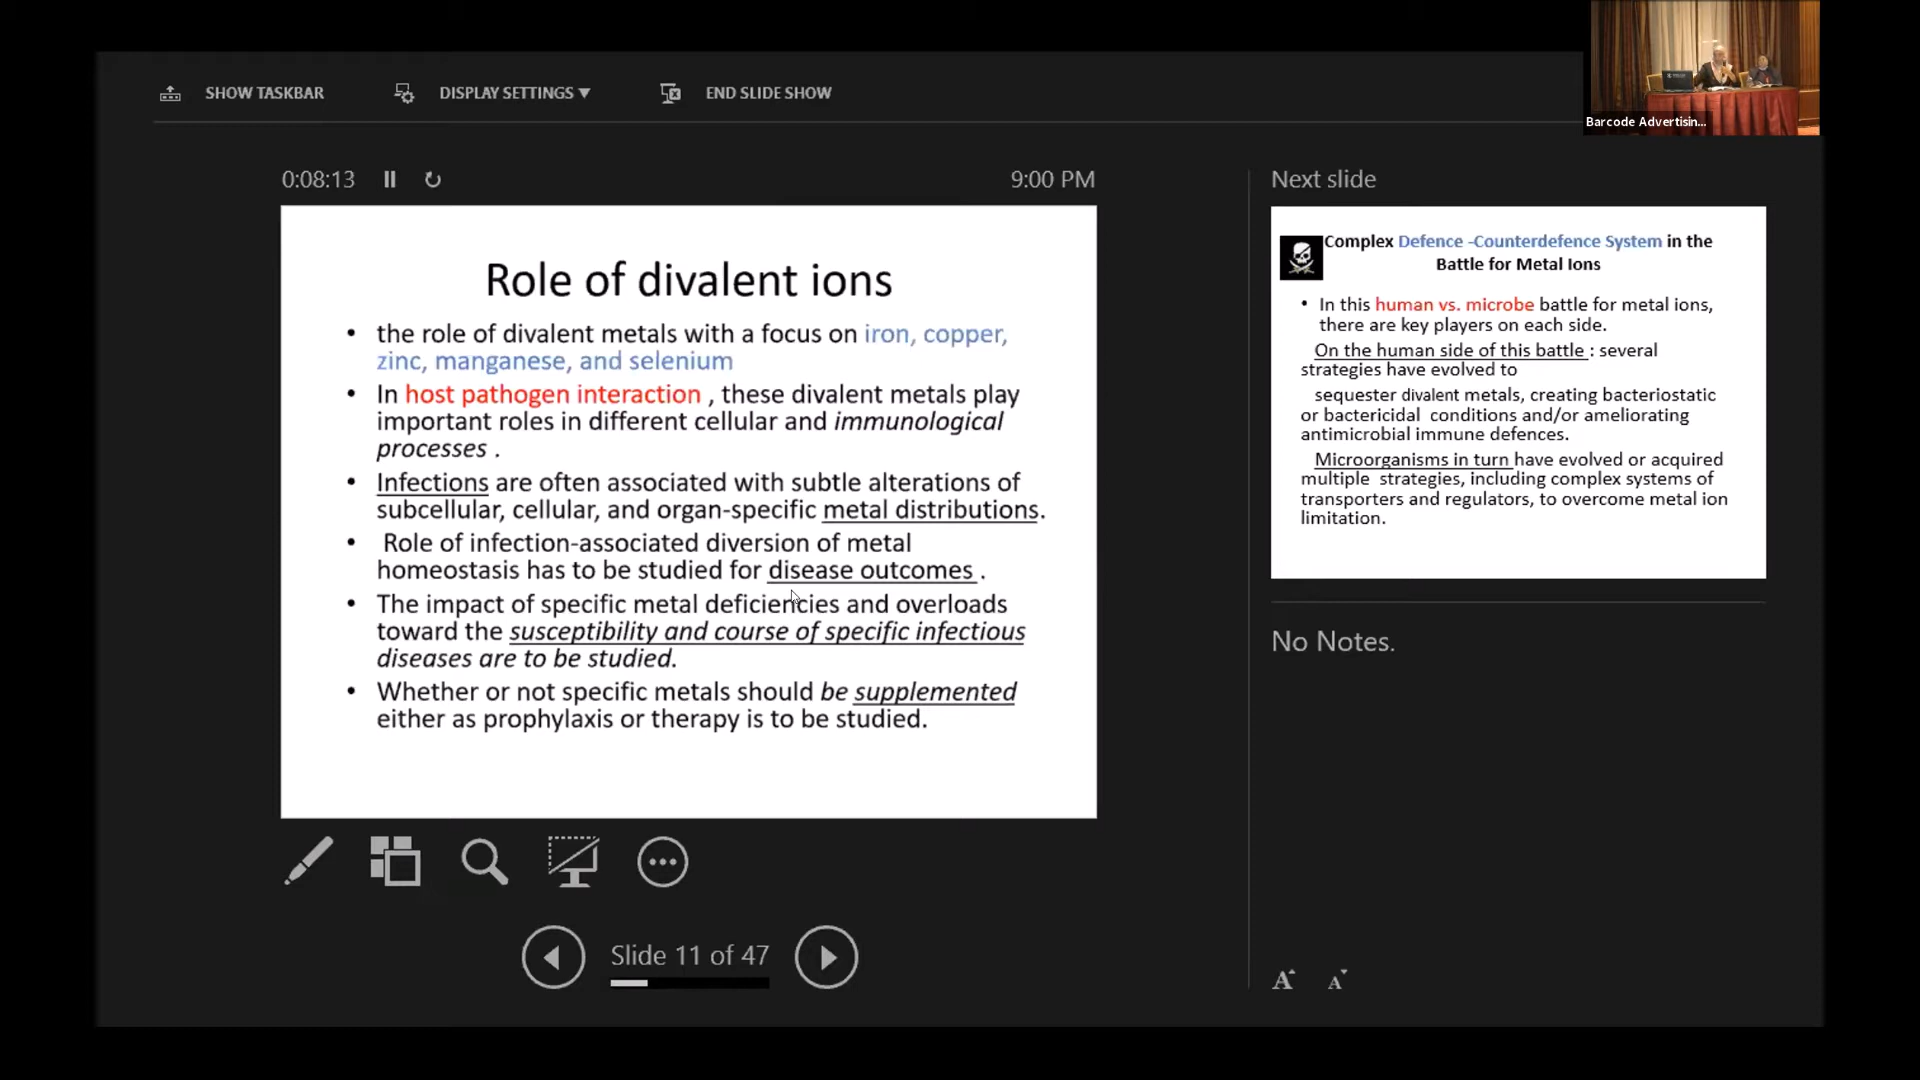 SHOW TASKBAR
DISPLAY SETTINGS ▼
END SLIDE SHOW
Barcode Advertisin...
0:08:13
9:00 PM
Role of divalent ions
• the role of divalent metals with a focus on iron, copper,
zinc, manganese, and selenium
• In host pathogen interaction , these divalent metals play
important roles in different cellular and immunological
processes .
• Infections are often associated with subtle alterations of
subcellular, cellular, and organ-specific metal distributions.
• Role of infection-associated diversion of metal
homeostasis has to be studied for disease outcomes .
• The impact of specific metal deficiencies and overloads
toward the susceptibility and course of specific infectious
diseases are to be studied.
• Whether or not specific metals should be supplemented
either as prophylaxis or therapy is to be studied.
Slide 11 of 47
Next slide
Complex Defence -Counterdefence System in the
Battle for Metal Ions
• In this human vs. microbe battle for metal ions,
there are key players on each side.
On the human side of this battle : several
strategies have evolved to
sequester divalent metals, creating bacteriostatic
or bactericidal conditions and/or ameliorating
antimicrobial immune defences.
Microorganisms in turn have evolved or acquired
multiple strategies, including complex systems of
transporters and regulators, to overcome metal ion
limitation.
No Notes.
A A